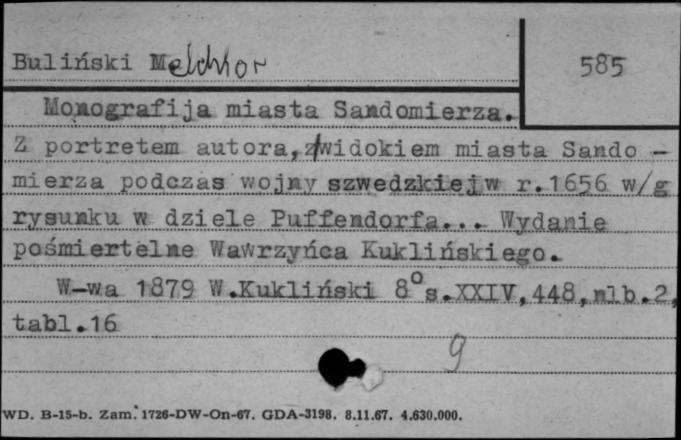 Buliński Melchior
585
Monografija miasta Sandomierza.
Z portretem autora, z widokiem miasta Sando -
mierza podczas wojny szwedzkiej w r.1656 w/g
rysunku w dziele Puffendorfa... Wydanie
pośmiertelne Wawrzyńca Kuklińskiego.
W-wa 1879 W.Kukliński 8° s.XXIV,448,nlb.2,
tabl.16
9
WD. B-15-b. Zam. 1726-DW-On-67. GDA-3198. 8.11.67. 4.630.000.